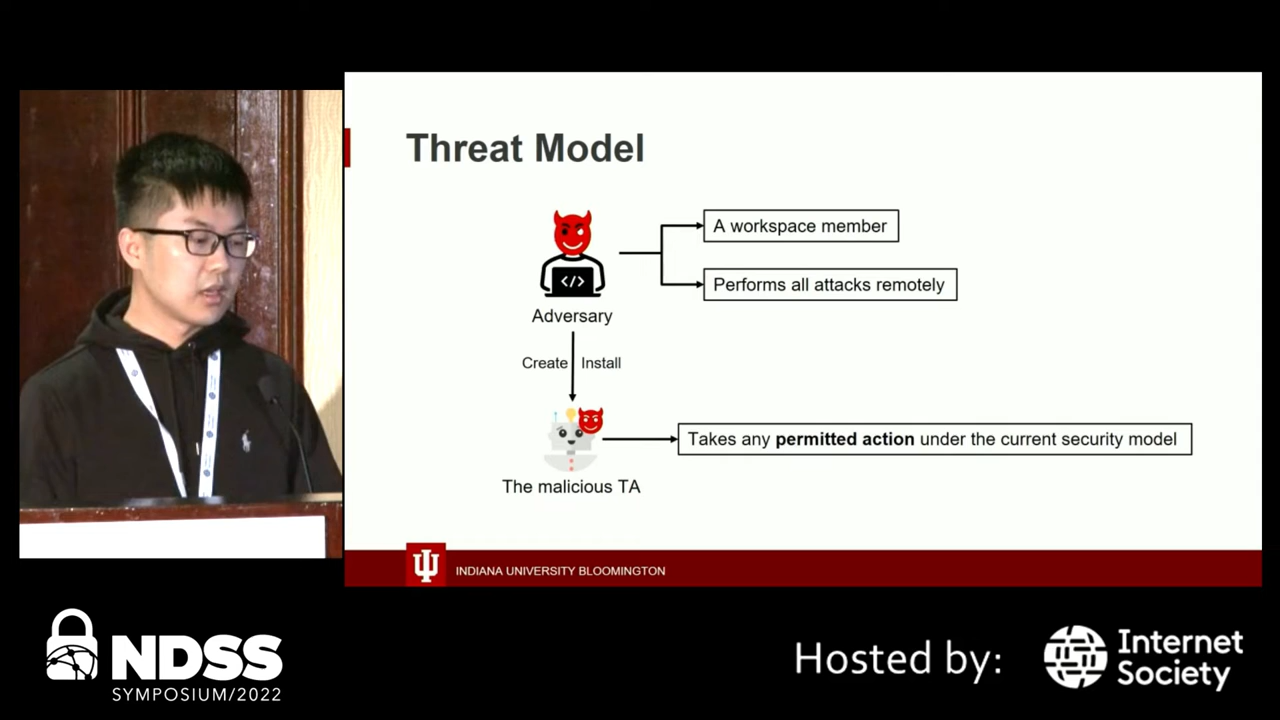 Threat Model
A workspace member
Performs all attacks remotely
</>
Adversary
Create Install
Takes any permitted action under the current security model
The malicious TA
INDIANA UNIVERSITY BLOOMINGTON
NDSS
SYMPOSIUM/2022
Hosted by:
Internet
Society